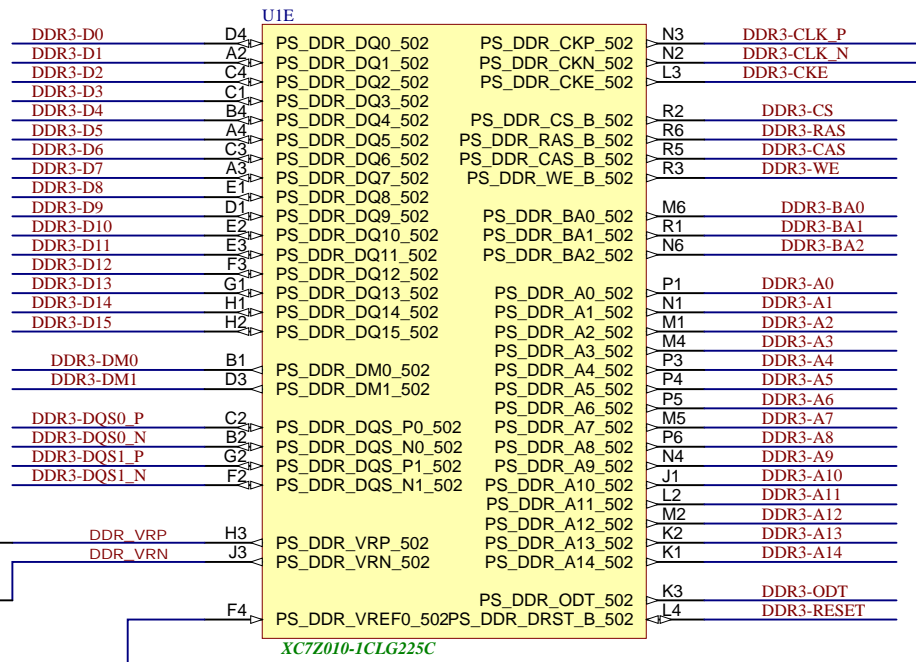 U1E
DDR3-D0 D4 PS_DDR_DQ0_502 PS_DDR_CKP_502 N3 DDR3-CLK_P
DDR3-D1 A2 PS_DDR_DQ1_502 PS_DDR_CKN_502 N2 DDR3-CLK_N
DDR3-D2 C4 PS_DDR_DQ2_502 PS_DDR_CKE_502 L3 DDR3-CKE
DDR3-D3 C1 PS_DDR_DQ3_502
DDR3-D4 B4 PS_DDR_DQ4_502 PS_DDR_CS_B_502 R2 DDR3-CS
DDR3-D5 A4 PS_DDR_DQ5_502 PS_DDR_RAS_B_502 R6 DDR3-RAS
DDR3-D6 C3 PS_DDR_DQ6_502 PS_DDR_CAS_B_502 R5 DDR3-CAS
DDR3-D7 A3 PS_DDR_DQ7_502 PS_DDR_WE_B_502 R3 DDR3-WE
DDR3-D8 E1 PS_DDR_DQ8_502
DDR3-D9 D1 PS_DDR_DQ9_502 PS_DDR_BA0_502 M6 DDR3-BA0
DDR3-D10 E2 PS_DDR_DQ10_502 PS_DDR_BA1_502 R1 DDR3-BA1
DDR3-D11 E3 PS_DDR_DQ11_502 PS_DDR_BA2_502 N6 DDR3-BA2
DDR3-D12 F3 PS_DDR_DQ12_502
DDR3-D13 G1 PS_DDR_DQ13_502 PS_DDR_A0_502 P1 DDR3-A0
DDR3-D14 H1 PS_DDR_DQ14_502 PS_DDR_A1_502 N1 DDR3-A1
DDR3-D15 H2 PS_DDR_DQ15_502 PS_DDR_A2_502 M1 DDR3-A2
PS_DDR_A3_502 M4 DDR3-A3
DDR3-DM0 B1 PS_DDR_DM0_502 PS_DDR_A4_502 P3 DDR3-A4
DDR3-DM1 D3 PS_DDR_DM1_502 PS_DDR_A5_502 P4 DDR3-A5
PS_DDR_A6_502 P5 DDR3-A6
DDR3-DQS0_P C2 PS_DDR_DQS_P0_502 PS_DDR_A7_502 M5 DDR3-A7
DDR3-DQS0_N B2 PS_DDR_DQS_N0_502 PS_DDR_A8_502 P6 DDR3-A8
DDR3-DQS1_P G2 PS_DDR_DQS_P1_502 PS_DDR_A9_502 N4 DDR3-A9
DDR3-DQS1_N F2 PS_DDR_DQS_N1_502 PS_DDR_A10_502 J1 DDR3-A10
PS_DDR_A11_502 L2 DDR3-A11
PS_DDR_A12_502 M2 DDR3-A12
DDR_VRP H3 PS_DDR_VRP_502 PS_DDR_A13_502 K2 DDR3-A13
DDR_VRN J3 PS_DDR_VRN_502 PS_DDR_A14_502 K1 DDR3-A14
PS_DDR_ODT_502 K3 DDR3-ODT
F4 PS_DDR_VREF0_502 PS_DDR_DRST_B_502 L4 DDR3-RESET
XC7Z010-1CLG225C